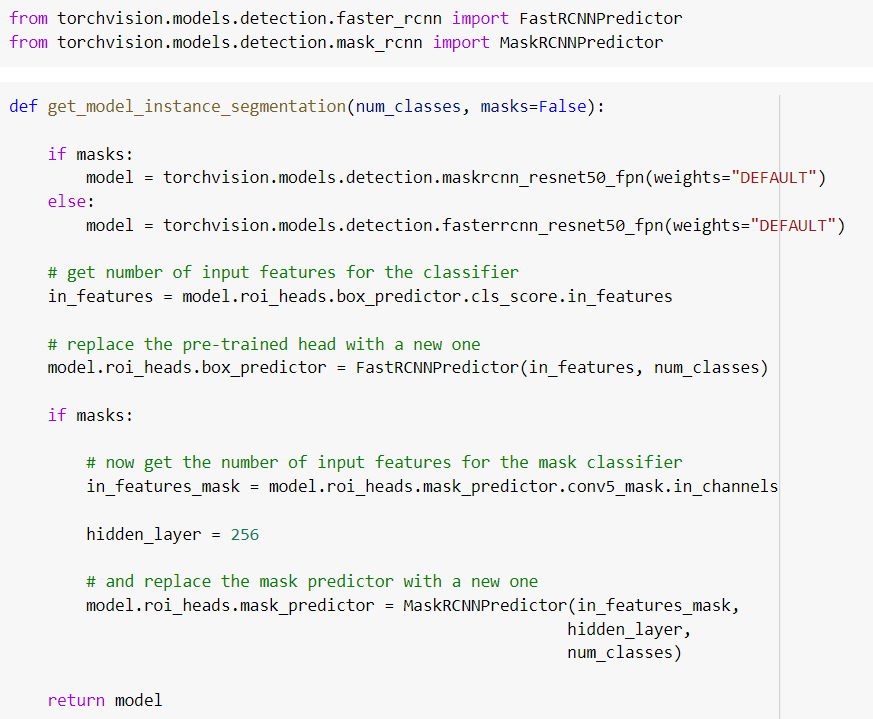 from torchvision.models.detection.faster_rcnn import FastRCNNPredictor
from torchvision.models.detection.mask_rcnn import MaskRCNNPredictor
def get_model_instance_segmentation(num_classes, masks=False):
    if masks:
        model = torchvision.models.detection.maskrcnn_resnet50_fpn(weights="DEFAULT")
    else:
        model = torchvision.models.detection.fasterrcnn_resnet50_fpn(weights="DEFAULT")
    # get number of input features for the classifier
    in_features = model.roi_heads.box_predictor.cls_score.in_features
    # replace the pre-trained head with a new one
    model.roi_heads.box_predictor = FastRCNNPredictor(in_features, num_classes)
    if masks:
        # now get the number of input features for the mask classifier
        in_features_mask = model.roi_heads.mask_predictor.conv5_mask.in_channels
        hidden_layer = 256
        # and replace the mask predictor with a new one
        model.roi_heads.mask_predictor = MaskRCNNPredictor(in_features_mask,
                                                          hidden_layer,
                                                          num_classes)
    return model